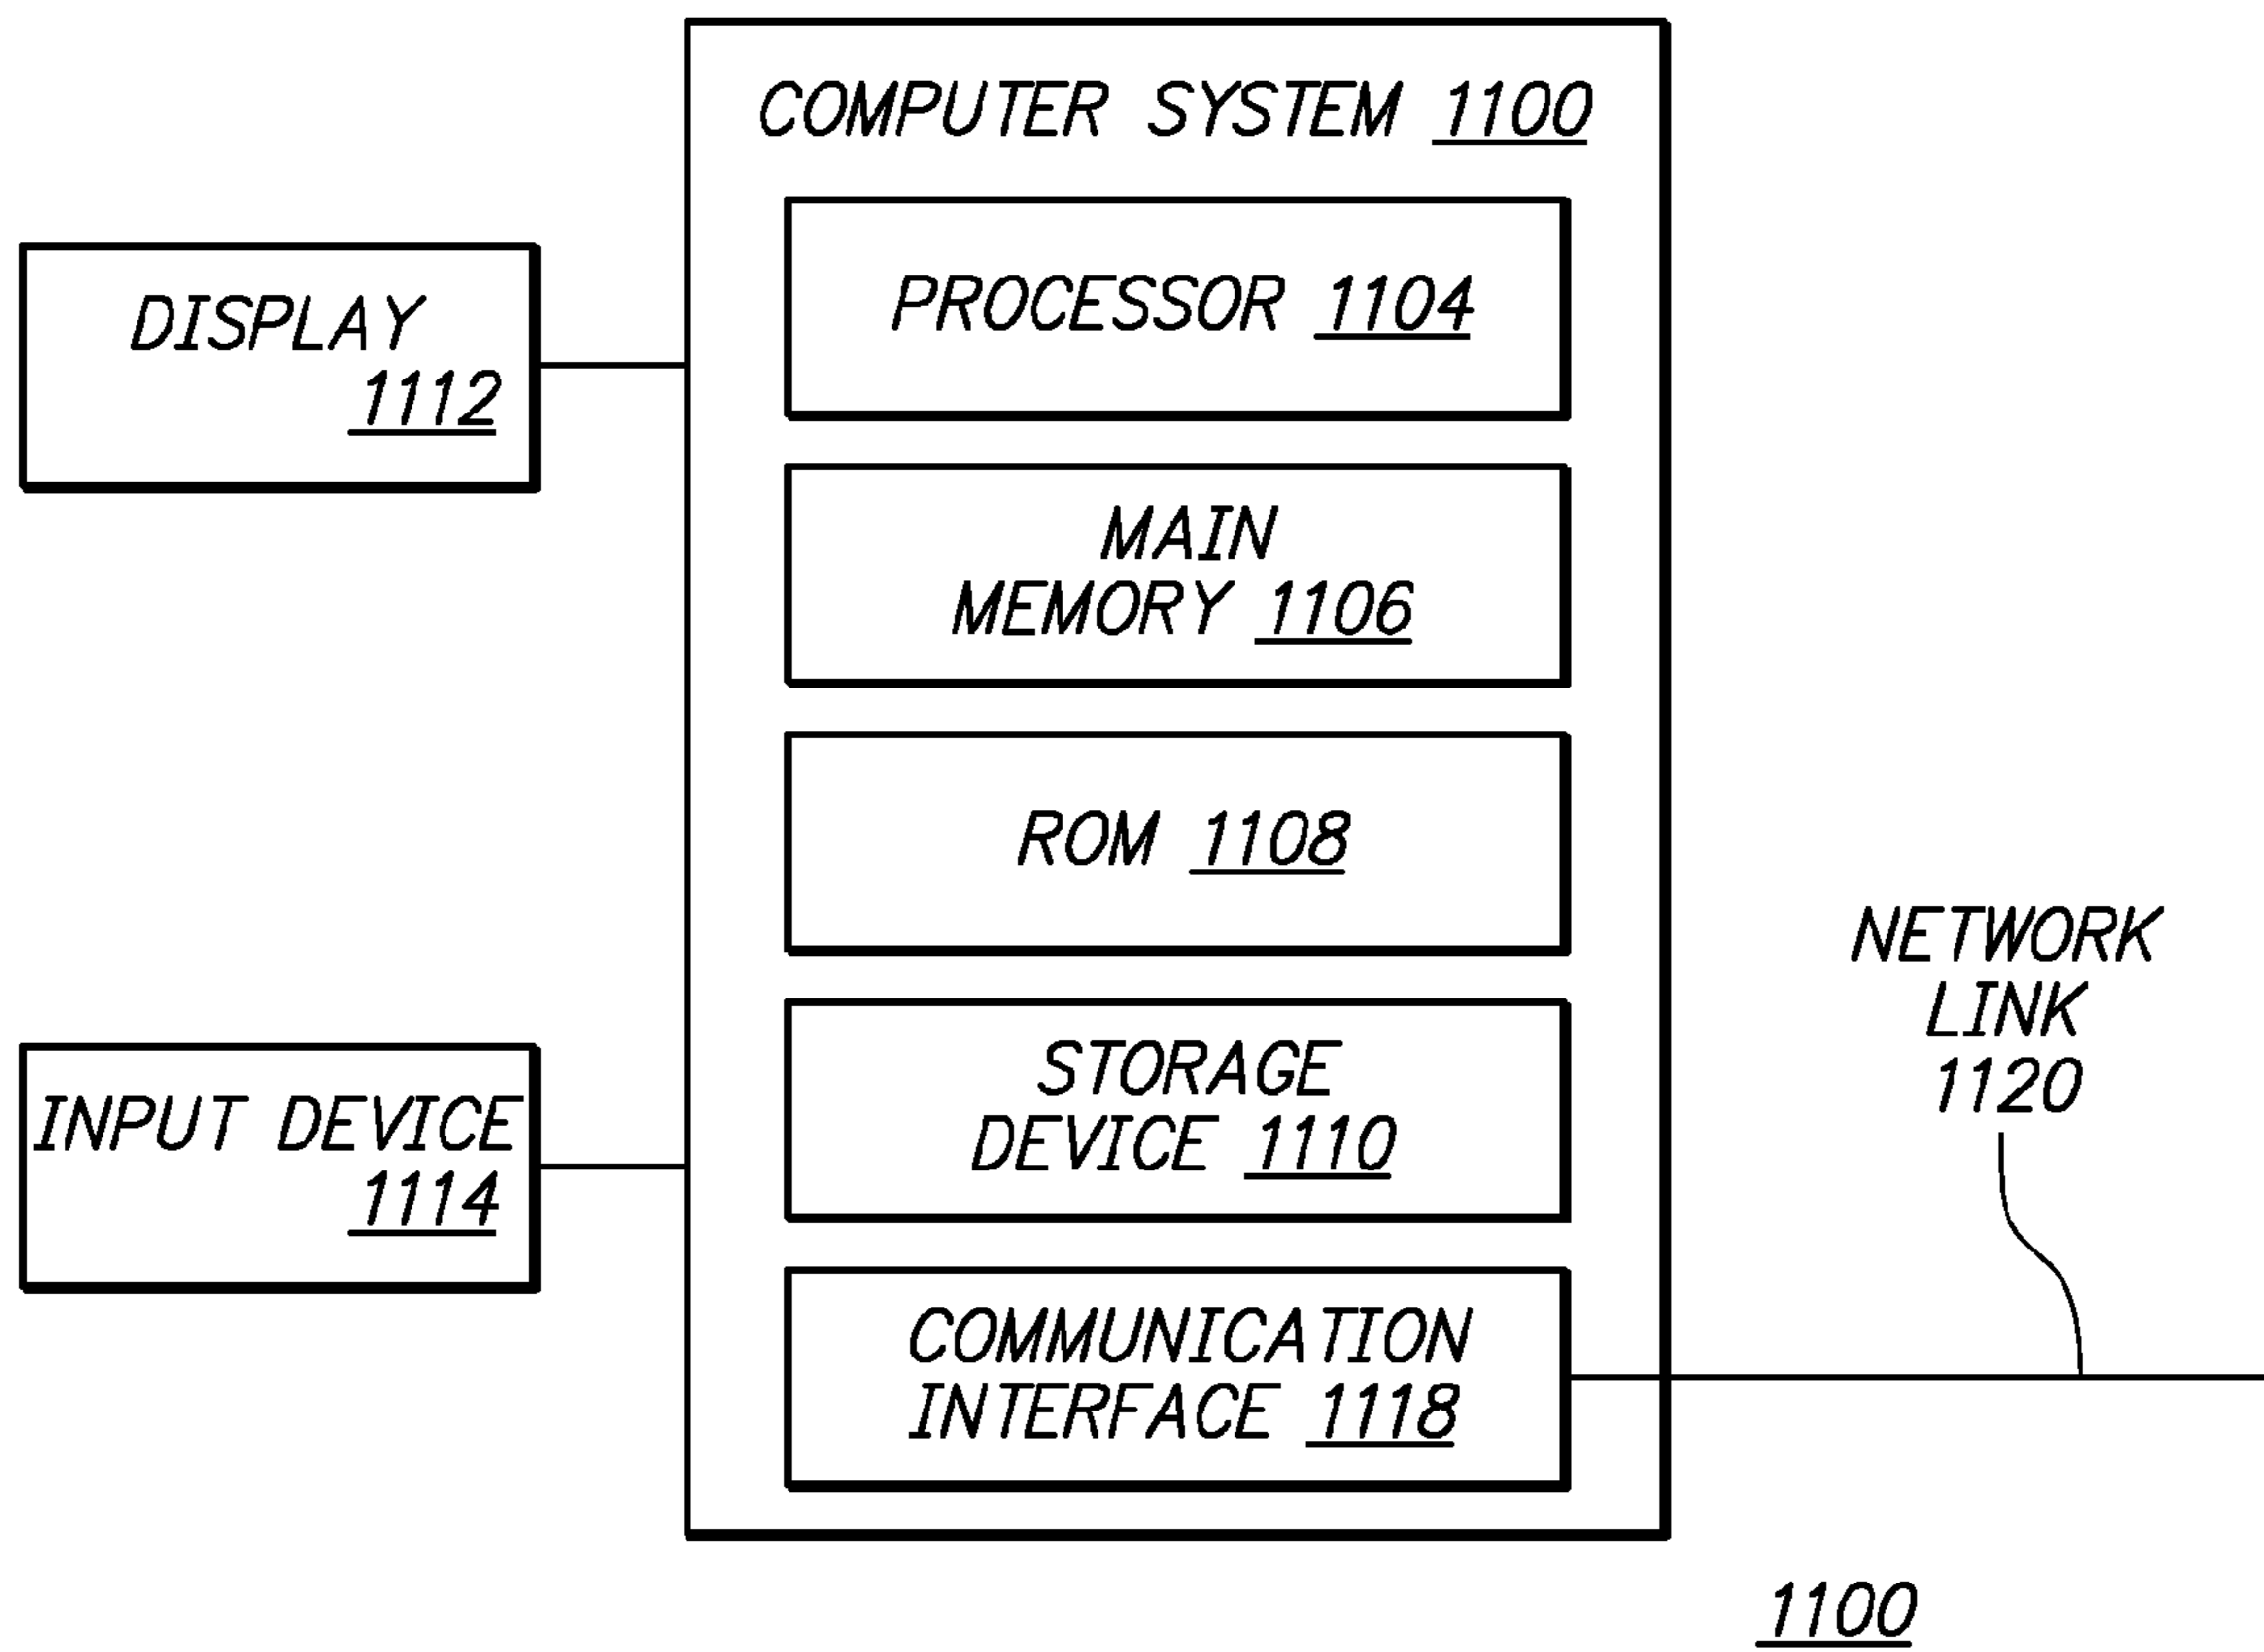 COMPUTER SYSTEM 1100
PROCESSOR 1104
DISPLAY
1112
MAIN
MEMORY 1106
ROM 1108
NETWORK
LINK
1120
STORAGE
DEVICE 1110
INPUT DEVICE
1114
COMMUNICATION
INTERFACE 1118
1100